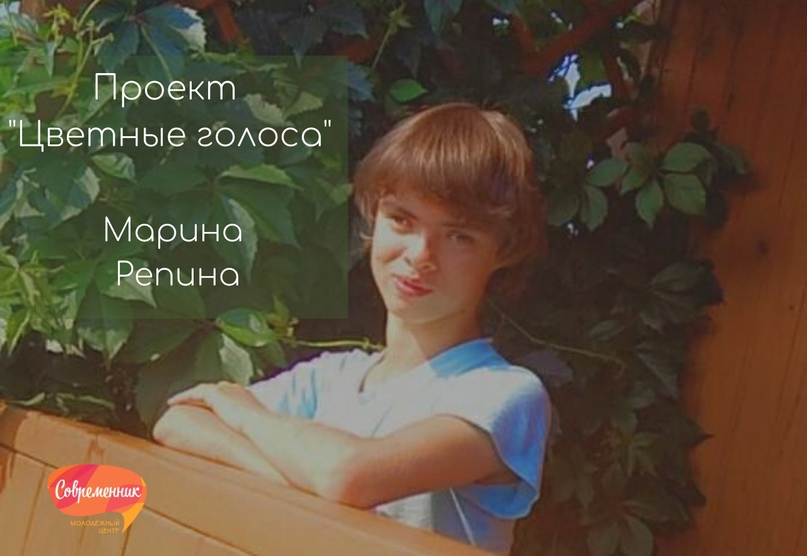 Проект
"Цветные голоса"
Марина
Репина
Современник
МОЛОДЁЖНЫЙ
ЦЕНТР